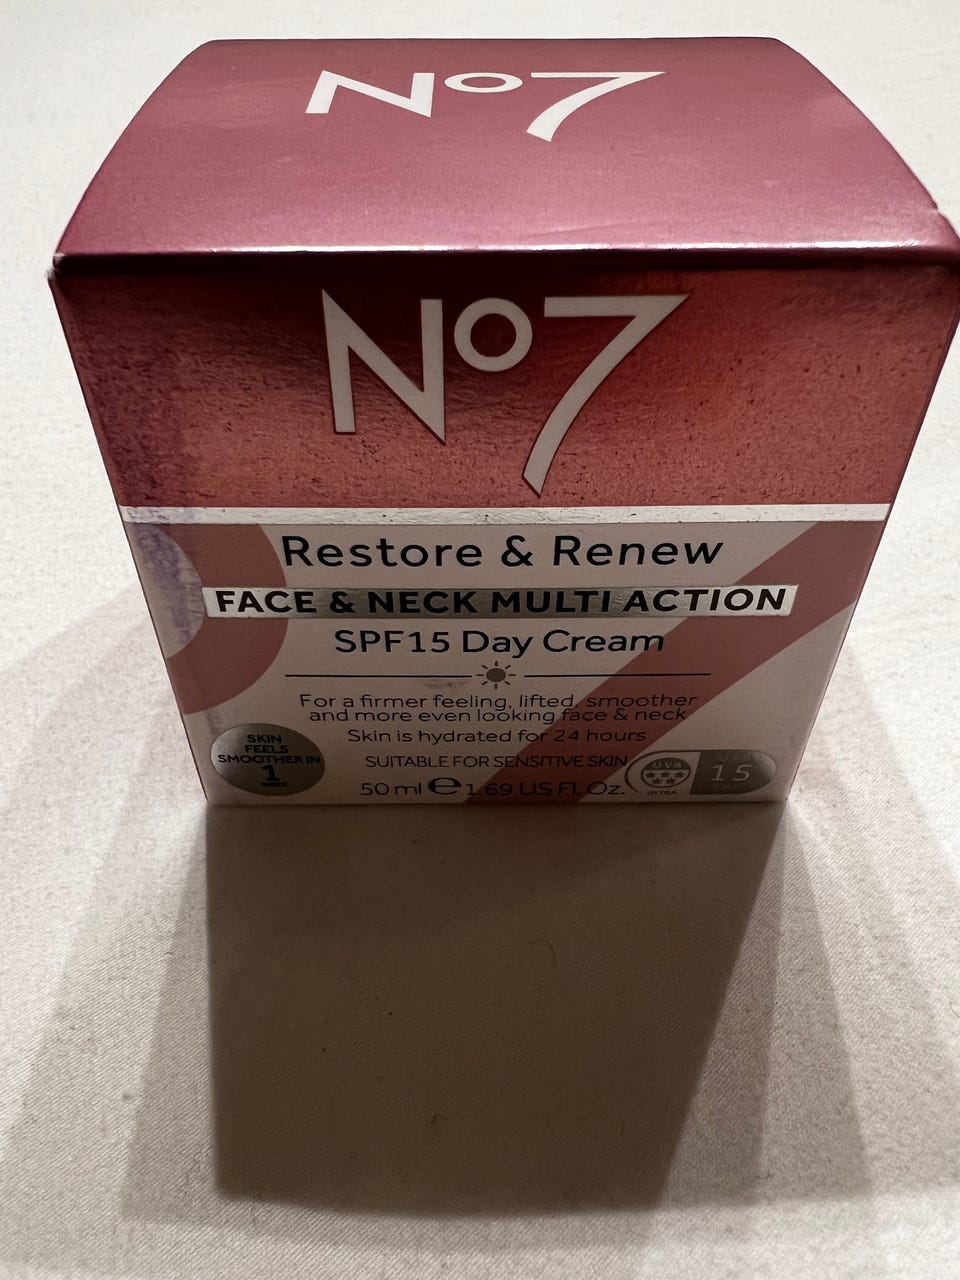 No7
No7
Restore & Renew
FACE & NECK MULTI ACTION
SPF15 Day Cream
For a firmer feeling, lifted, smoother
and more even looking face & neck
Skin is hydrated for 24 hours
SKIN
FEELS
SMOOTHER IN
1
WEEK
SUITABLE FOR SENSITIVE SKIN
50 ml e 1.69 US Fl. Oz.
UVA
ULTRA
UVB
15